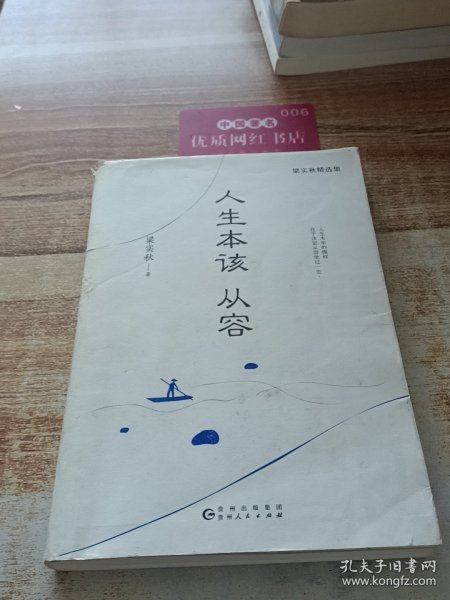 006
中国著名
优质网红书店
梁实秋精选集
人生本该
从容
梁实秋 著
贵州出版集团
贵州人民出版社
孔夫子旧书网
www.kongfz.com